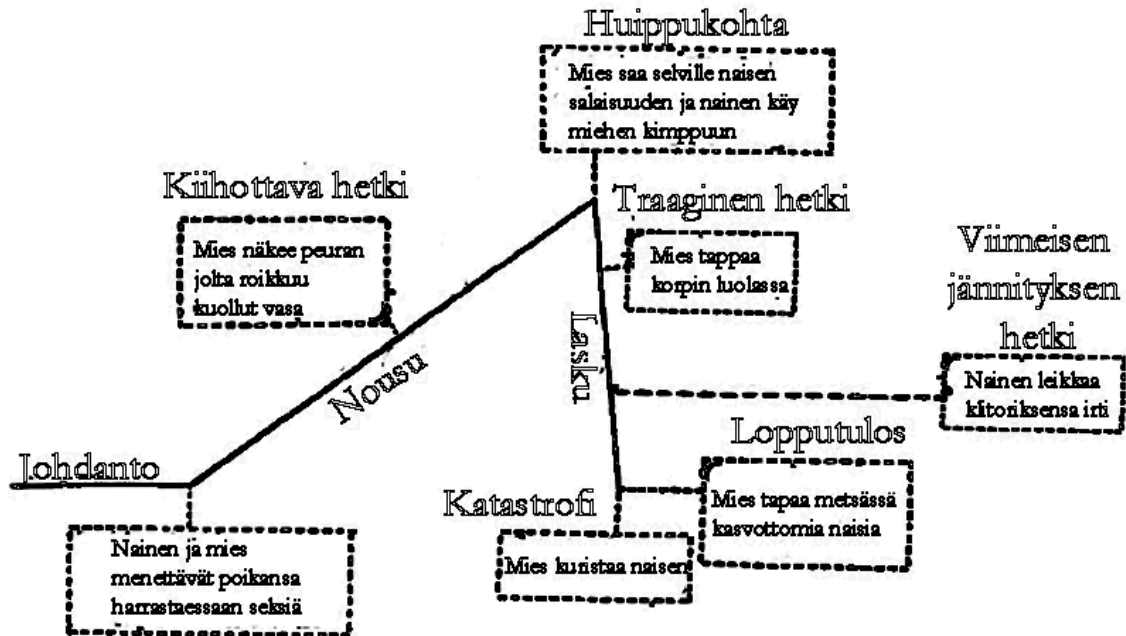 Huippukohta
Mies saa selville naisen
salaisuuden ja nainen käy
miehen kimppuun
Kiihottava hetki
Mies näkee peuran
jolta roikkuu
kuollut vasa
Traaginen hetki
Mies tappaa
korpin luolassa
Viimeisen
jännityksen
hetki
Nainen leikkaa
klitoriksensa irti
Nousu
Lasku
Johdanto
Nainen ja mies
menettävät poikansa
harrastaessaan seksiä
Katastrofi
Mies kuristaa naisen
Lopputulos
Mies tapaa metsässä
kasvottomia naisia